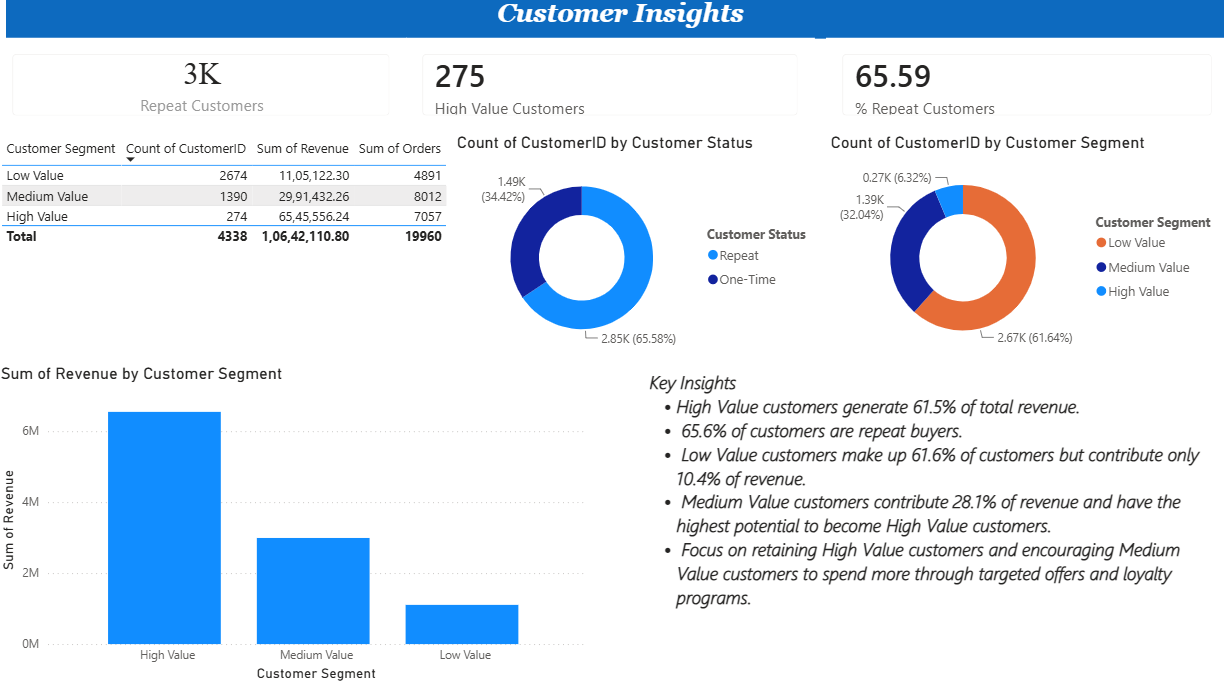 Customer Insights
3K
Repeat Customers
275
High Value Customers
65.59
% Repeat Customers
Customer Segment Count of CustomerID Sum of Revenue Sum of Orders
Low Value 2674 11,05,122.30 4891
Medium Value 1390 29,91,432.26 8012
High Value 274 65,45,556.24 7057
Total 4338 1,06,42,110.80 19960
Count of CustomerID by Customer Status
1.49K
(34.42%)
2.85K (65.58%)
Customer Status
Repeat
One-Time
Count of CustomerID by Customer Segment
0.27K (6.32%)
1.39K
(32.04%)
2.67K (61.64%)
Customer Segment
Low Value
Medium Value
High Value
Sum of Revenue by Customer Segment
Sum of Revenue
6M
4M
2M
0M
High Value Medium Value Low Value
Customer Segment
Key Insights
• High Value customers generate 61.5% of total revenue.
• 65.6% of customers are repeat buyers.
• Low Value customers make up 61.6% of customers but contribute only
10.4% of revenue.
• Medium Value customers contribute 28.1% of revenue and have the
highest potential to become High Value customers.
• Focus on retaining High Value customers and encouraging Medium
Value customers to spend more through targeted offers and loyalty
programs.